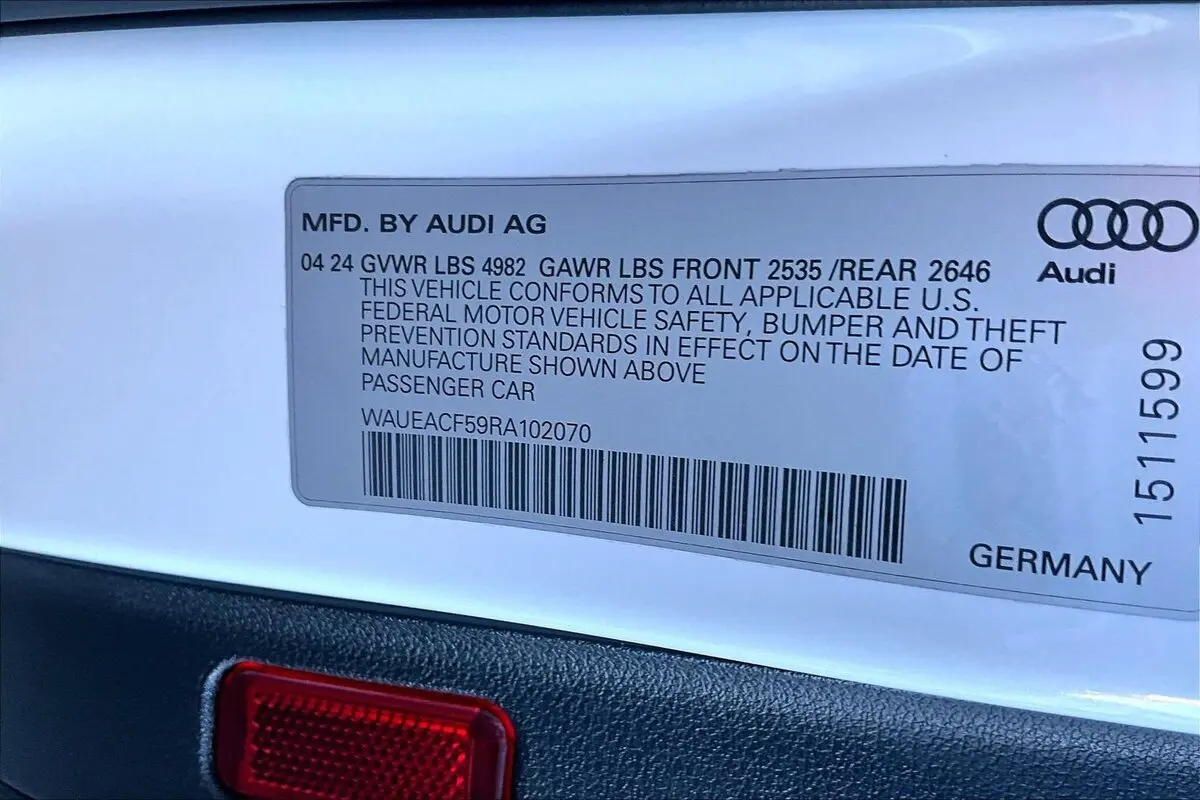 MFD. BY AUDI AG
04 24 GVWR LBS 4982 GAWR LBS FRONT 2535 /REAR 2646
THIS VEHICLE CONFORMS TO ALL APPLICABLE U.S.
FEDERAL MOTOR VEHICLE SAFETY, BUMPER AND THEFT
PREVENTION STANDARDS IN EFFECT ON THE DATE OF
MANUFACTURE SHOWN ABOVE
PASSENGER CAR
WAUEACF59RA102070
Audi
1511599
GERMANY